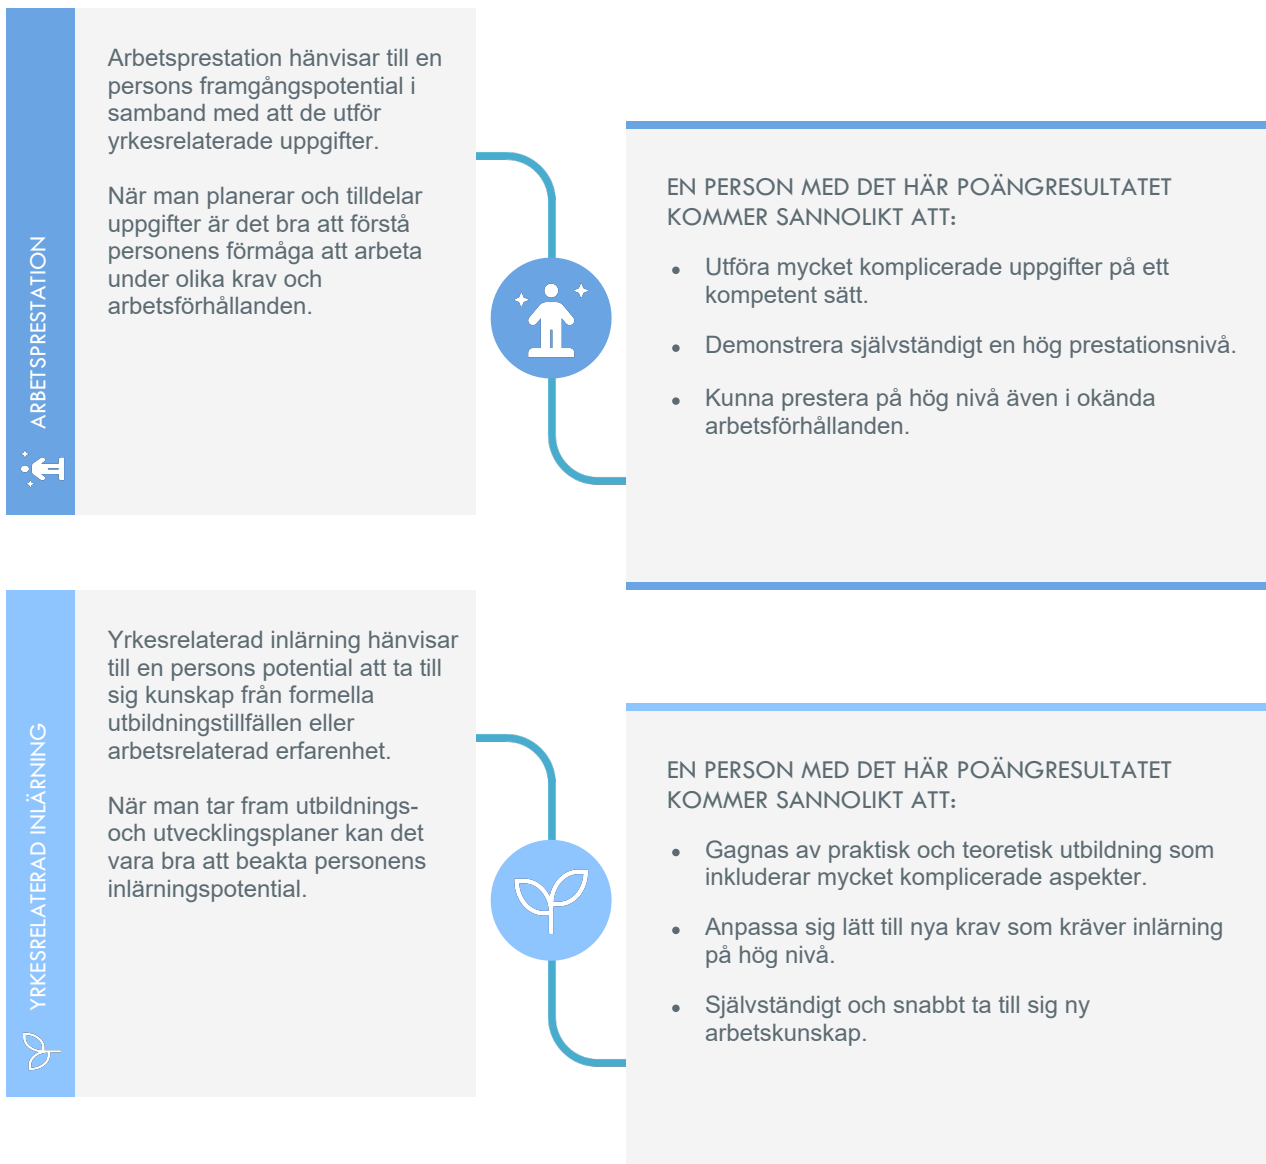 ARBETSPRESTATION
Arbetsprestation hänvisar till en
persons framgångspotential i
samband med att de utför
yrkesrelaterade uppgifter.
När man planerar och tilldelar
uppgifter är det bra att förstå
personens förmåga att arbeta
under olika krav och
arbetsförhållanden.
EN PERSON MED DET HÄR POÄNGRESULTATET
KOMMER SANNOLIKT ATT:
• Utföra mycket komplicerade uppgifter på ett
kompetent sätt.
• Demonstrera självständigt en hög prestationsnivå.
• Kunna prestera på hög nivå även i okända
arbetsförhållanden.
YRKESRELATERAD INLÄRNING
Yrkesrelaterad inlärning hänvisar
till en persons potential att ta till
sig kunskap från formella
utbildningstillfällen eller
arbetsrelaterad erfarenhet.
När man tar fram utbildnings-
och utvecklingsplaner kan det
vara bra att beakta personens
inlärningspotential.
EN PERSON MED DET HÄR POÄNGRESULTATET
KOMMER SANNOLIKT ATT:
• Gagnas av praktisk och teoretisk utbildning som
inkluderar mycket komplicerade aspekter.
• Anpassa sig lätt till nya krav som kräver inlärning
på hög nivå.
• Självständigt och snabbt ta till sig ny
arbetskunskap.